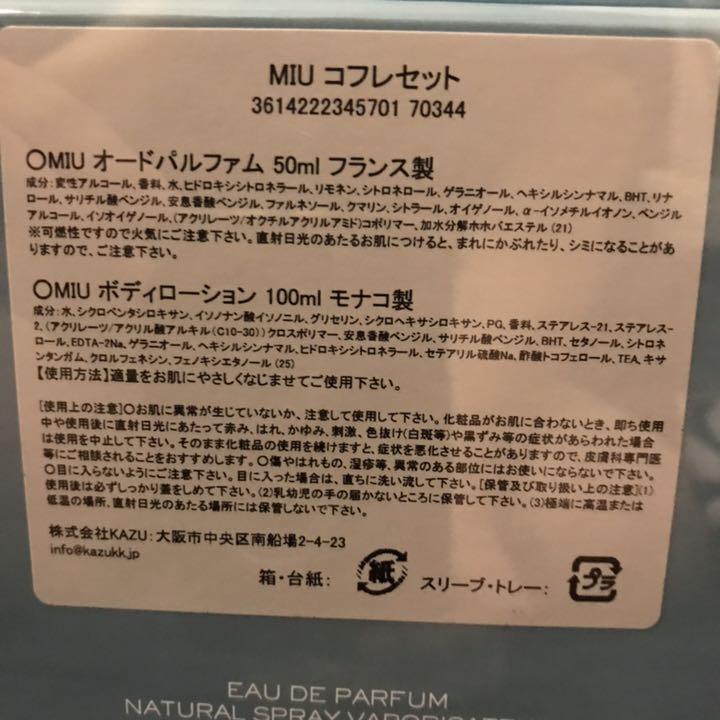 MIU コフレセット
3614222345701 70344
○MIU オードパルファム 50ml フランス製
成分:変性アルコール、香料、水、ヒドロキシシトロネラール、リモネン、シトロネロール、ゲラニオール、ヘキシルシンナマル、BHT、リナ
ロール、サリチル酸ベンジル、安息香酸ベンジル、ファルネソール、クマリン、シトラール、オイゲノール、α-イソメチルイオノン、ベンジル
アルコール、イソオイゲノール、(アクリレーツ/オクチルアクリルアミド)コポリマー、加水分解ホホバエステル (21)
※可燃性ですので火気にご注意下さい。直射日光のあたるお肌につけると、まれにかぶれたり、シミになることがあ
りますので、ご注意下さい。
○MIU ボディローション 100ml モナコ製
成分:水、シクロペンタシロキサン、イソノナン酸イソノニル、グリセリン、シクロヘキサシロキサン、PG、香料、ステアレス-21、ステアレス-
2、(アクリレーツ/アクリル酸アルキル(C10-30))クロスポリマー、安息香酸ベンジル、サリチル酸ベンジル、BHT、セタノール、シトロネ
ロール、EDTA-2Na、ゲラニオール、ヘキシルシンナマル、ヒドロキシシトロネラール、セテアリル硫酸Na、酢酸トコフェロール、TEA、キサ
ンタンガム、クロルフェネシン、フェノキシエタノール (25)
【使用方法】適量をお肌にやさしくなじませてご使用下さい。
[使用上の注意]○お肌に異常が生じていないか、注意して使用して下さい。化粧品がお肌に合わないとき、即ち使用
中や使用後に直射日光にあたって赤み、はれ、かゆみ、刺激、色抜け(白斑等)や黒ずみ等の症状があらわれた場合
は使用を中止して下さい。そのまま化粧品の使用を続けますと、症状を悪化させることがありますので、皮膚科専門医
等にご相談されることをおすすめします。○傷やはれもの、湿疹等、異常のある部位にはお使いにならないで下さい。
○目に入らないようにご注意下さい。目に入った場合は、直ちに洗い流して下さい。[保管及び取り扱い上の注意](1)
使用後は必ずしっかり蓋をしめて下さい。(2)乳幼児の手の届かないところに保管して下さい。(3)極端に高温または
低温の場所、直射日光のあたる場所には保管しないで下さい。
株式会社KAZU:大阪市中央区南船場2-4-23
info@kazukk.jp
箱・台紙: 紙 スリーブ・トレー: プラ
EAU DE PARFUM
NATURAL SPRAY